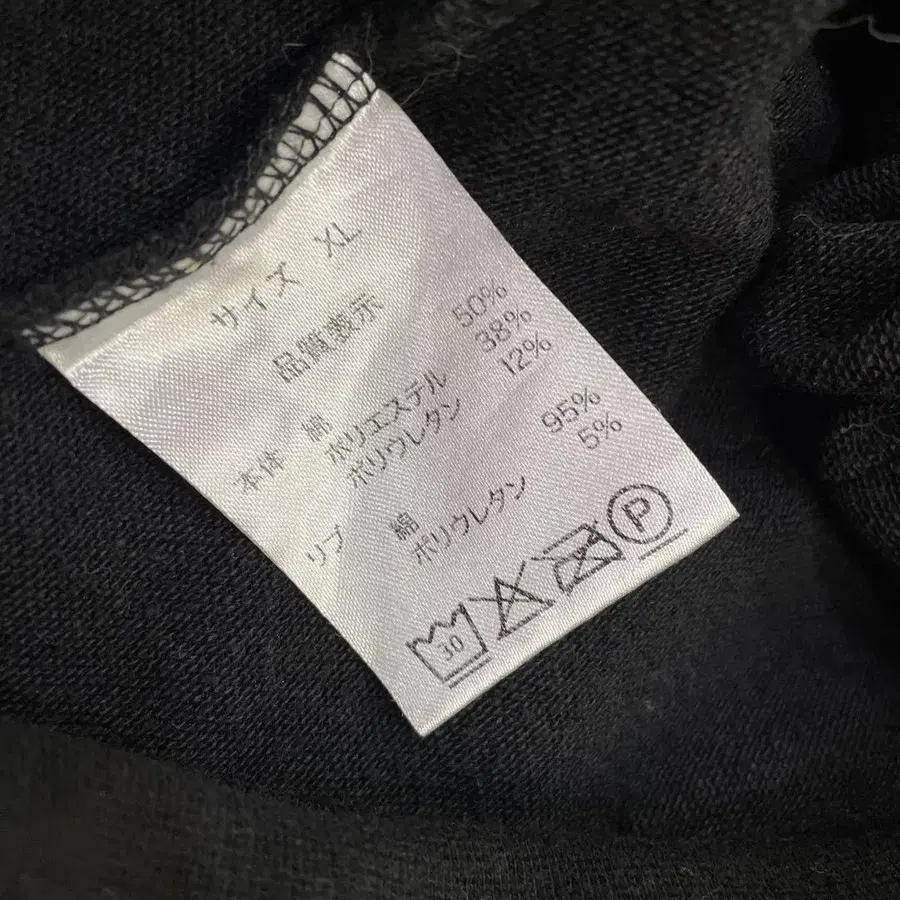 サイズ XL
品質表示
本体 綿 50%
ポリエステル 38%
ポリウレタン 12%
リブ 綿 95%
ポリウレタン 5%
30 P